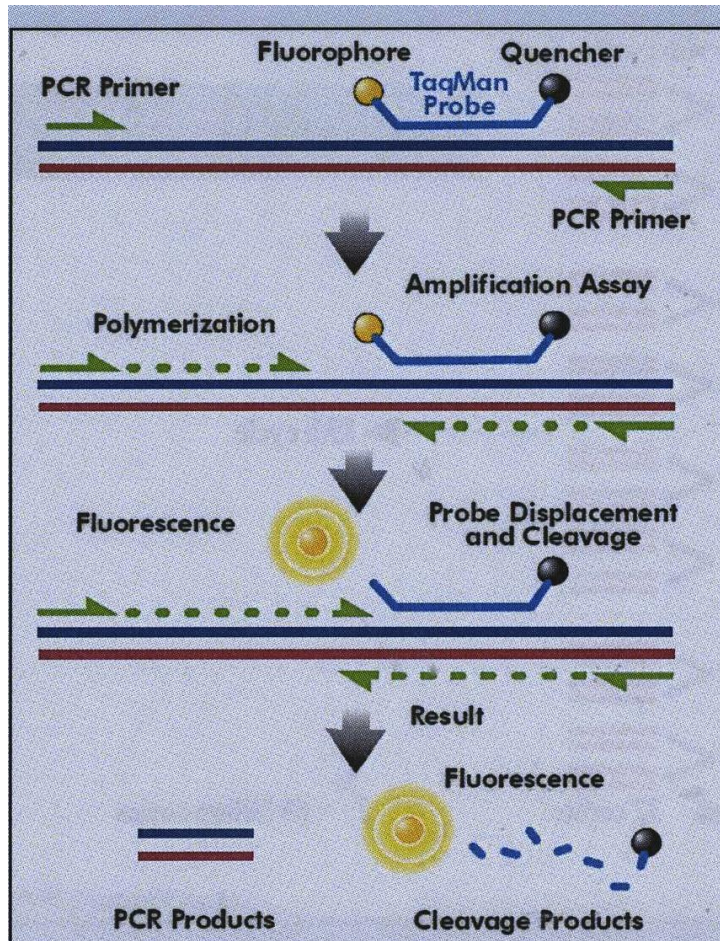 Fluorophore
Quencher
PCR Primer
TaqMan
Probe
PCR Primer
Amplification Assay
Polymerization
Fluorescence
Probe Displacement
and Cleavage
Result
Fluorescence
PCR Products
Cleavage Products